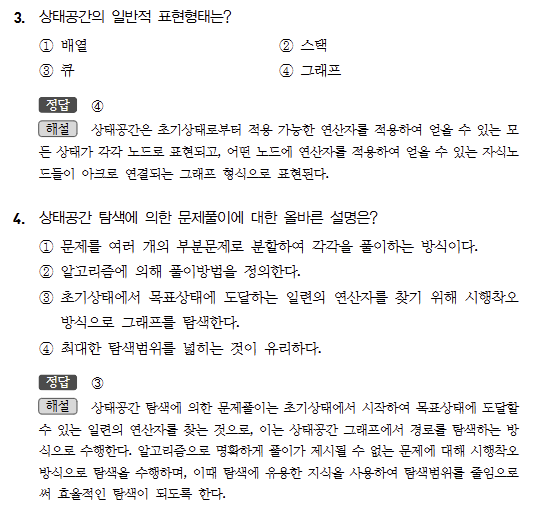 3. 상태공간의 일반적 표현형태는?
① 배열 ② 스택
③ 큐 ④ 그래프
정답 ④
해설 상태공간은 초기상태로부터 적용 가능한 연산자를 적용하여 얻을 수 있는 모
든 상태가 각각 노드로 표현되고, 어떤 노드에 연산자를 적용하여 얻을 수 있는 자식노
드들이 아크로 연결되는 그래프 형식으로 표현된다.
4. 상태공간 탐색에 의한 문제풀이에 대한 올바른 설명은?
① 문제를 여러 개의 부분문제로 분할하여 각각을 풀이하는 방식이다.
② 알고리즘에 의해 풀이방법을 정의한다.
③ 초기상태에서 목표상태에 도달하는 일련의 연산자를 찾기 위해 시행착오
방식으로 그래프를 탐색한다.
④ 최대한 탐색범위를 넓히는 것이 유리하다.
정답 ③
해설 상태공간 탐색에 의한 문제풀이는 초기상태에서 시작하여 목표상태에 도달할
수 있는 일련의 연산자를 찾는 것으로, 이는 상태공간 그래프에서 경로를 탐색하는 방
식으로 수행한다. 알고리즘으로 명확하게 풀이가 제시될 수 없는 문제에 대해 시행착오
방식으로 탐색을 수행하며, 이때 탐색에 유용한 지식을 사용하여 탐색범위를 줄임으로
써 효율적인 탐색이 되도록 한다.